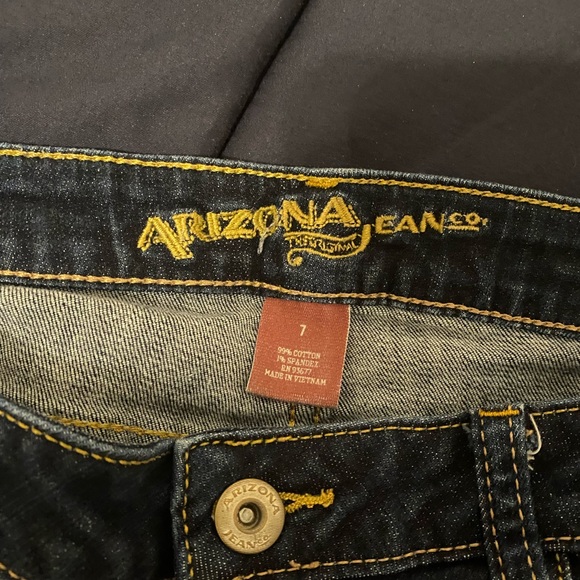 ARIZONA JEAN CO.
THE ORIGINAL
7
99% COTTON
1% SPANDEX
RN 93677
MADE IN VIETNAM
ARIZONA
JEAN CO.